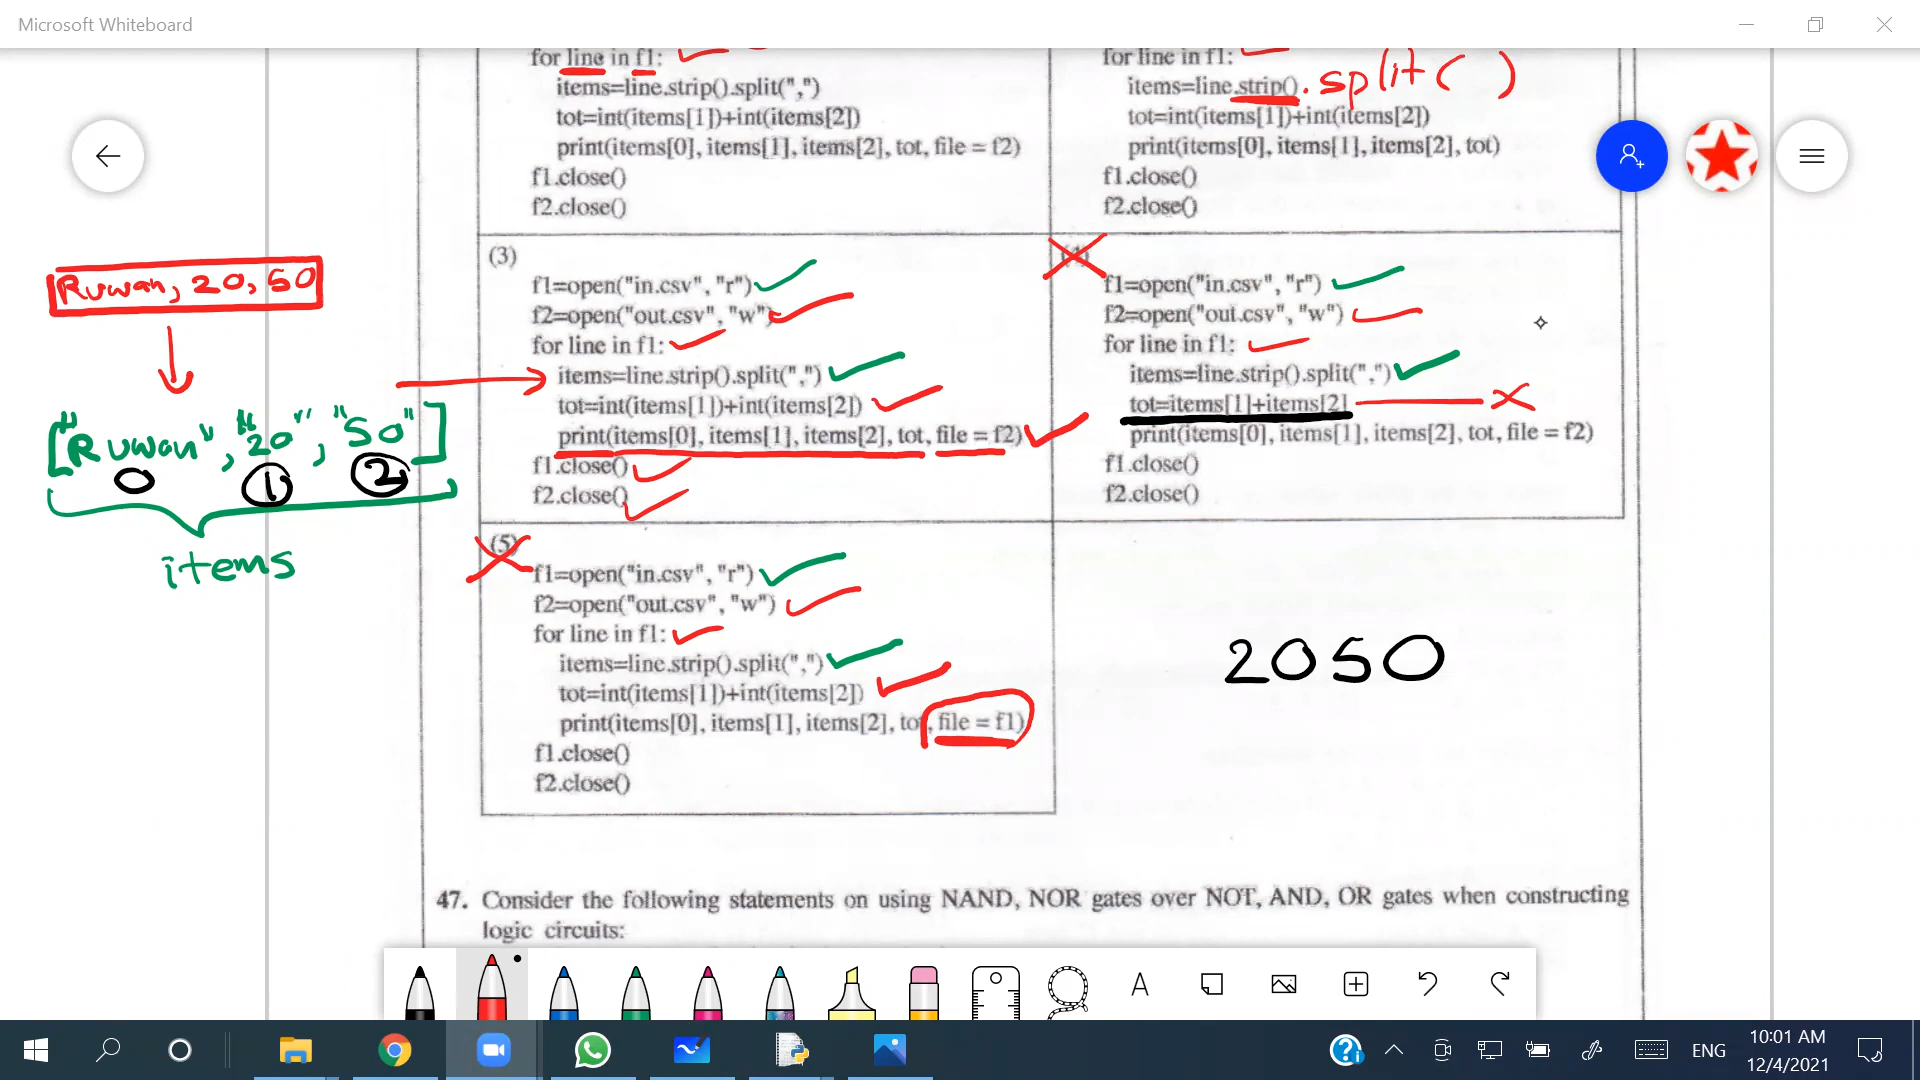 Microsoft Whiteboard
for line in f1:
items=line.strip().split(",")
tot=int(items[1])+int(items[2])
print(items[0], items[1], items[2], tot, file = f2)
f1.close()
f2.close()
for line in f1:
items=line.strip().split( )
tot=int(items[1])+int(items[2])
print(items[0], items[1], items[2], tot)
f1.close()
f2.close()
Ruwan, 20, 50
["Ruwan", "20", "50"]
0 1 2
items
(3)
f1=open("in.csv", "r")
f2=open("out.csv", "w")
for line in f1:
items=line.strip().split(",")
tot=int(items[1])+int(items[2])
print(items[0], items[1], items[2], tot, file = f2)
f1.close()
f2.close()
(4)
f1=open("in.csv", "r")
f2=open("out.csv", "w")
for line in f1:
items=line.strip().split(",")
tot=items[1]+items[2]
print(items[0], items[1], items[2], tot, file = f2)
f1.close()
f2.close()
(5)
f1=open("in.csv", "r")
f2=open("out.csv", "w")
for line in f1:
items=line.strip().split(",")
tot=int(items[1])+int(items[2])
print(items[0], items[1], items[2], tot, file = f1)
f1.close()
f2.close()
2050
47. Consider the following statements on using NAND, NOR gates over NOT, AND, OR gates when constructing
logic circuits:
ENG
10:01 AM
12/4/2021